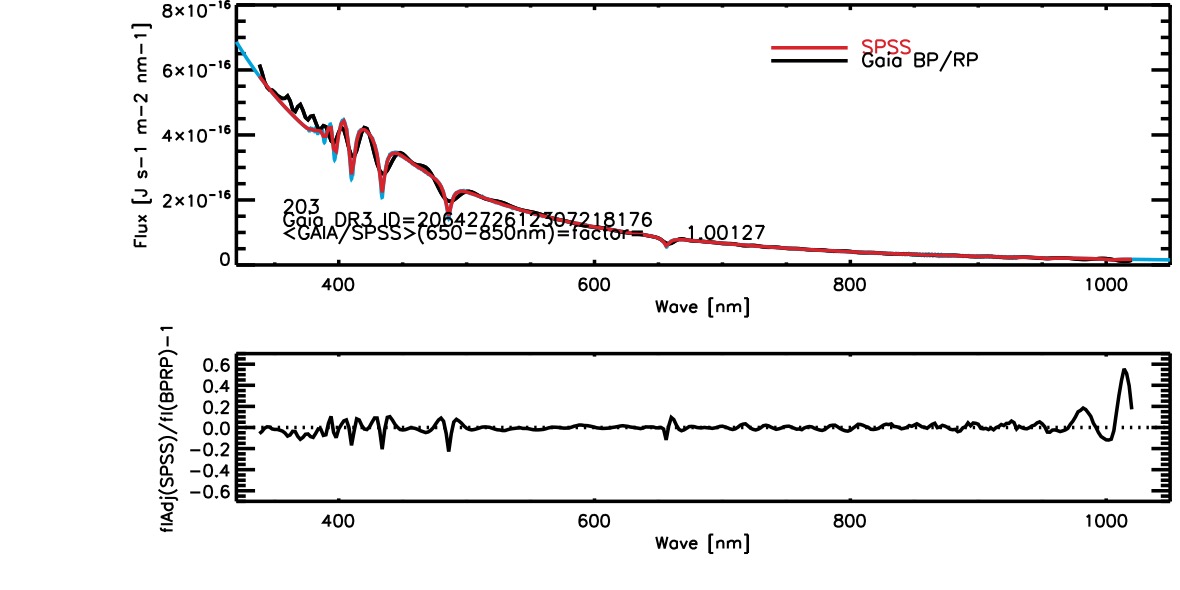 8×10−16
6×10−16
4×10−16
2×10−16
0
Flux [J s−1 m−2 nm−1]
SPSS
Gaia BP/RP
203
Gaia DR3 ID=2064272612307218176
<GAIA/SPSS>(650−850nm)=factor= 1.00127
400 600 800 1000
Wave [nm]
flAdj(SPSS)/fl(BPRP)−1
0.6
0.4
0.2
0.0
−0.2
−0.4
−0.6
400 600 800 1000
Wave [nm]